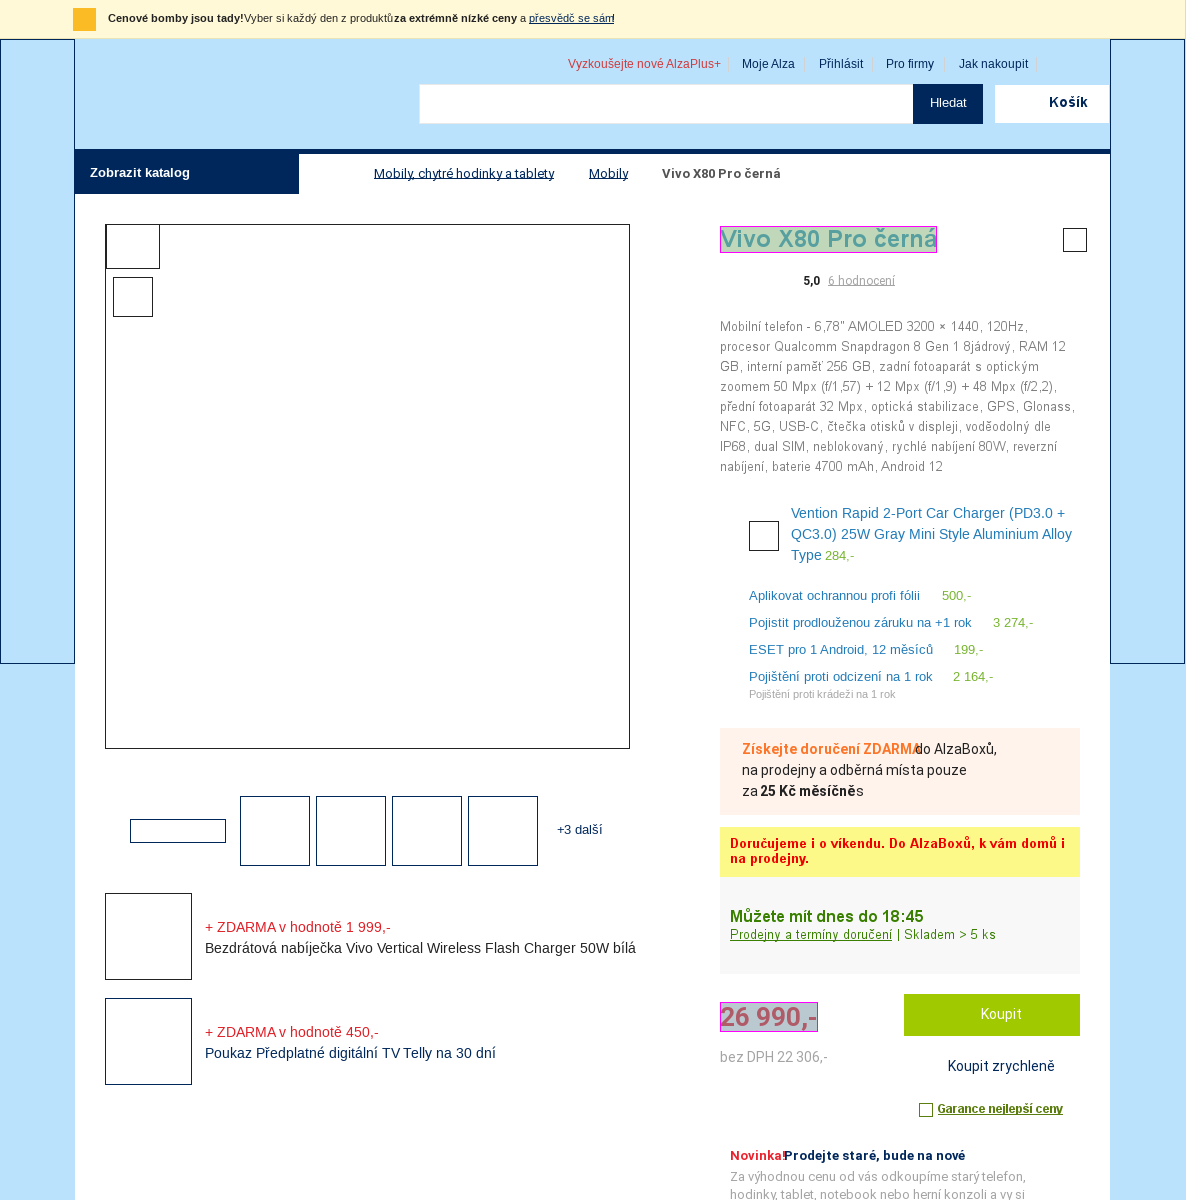 Cenové bomby jsou tady! Vyber si každý den z produktů za extrémně nízké ceny a přesvědč se sám!
Vyzkoušejte nové AlzaPlus+
Moje Alza
Přihlásit
Pro firmy
Jak nakoupit
Hledat
Košík
Zobrazit katalog
Mobily, chytré hodinky a tablety
Mobily
Vivo X80 Pro černá
Vivo X80 Pro černá
5,0 6 hodnocení
Mobilní telefon - 6,78" AMOLED 3200 × 1440, 120Hz,
procesor Qualcomm Snapdragon 8 Gen 1 8jádrový, RAM 12
GB, interní paměť 256 GB, zadní fotoaparát s optickým
zoomem 50 Mpx (f/1,57) + 12 Mpx (f/1,9) + 48 Mpx (f/2,2),
přední fotoaparát 32 Mpx, optická stabilizace, GPS, Glonass,
NFC, 5G, USB-C, čtečka otisků v displeji, voděodolný dle
IP68, dual SIM, neblokovaný, rychlé nabíjení 80W, reverzní
nabíjení, baterie 4700 mAh, Android 12
Vention Rapid 2-Port Car Charger (PD3.0 +
QC3.0) 25W Gray Mini Style Aluminium Alloy
Type 284,-
Aplikovat ochrannou profi fólii 500,-
Pojistit prodlouženou záruku na +1 rok 3 274,-
ESET pro 1 Android, 12 měsíců 199,-
Pojištění proti odcizení na 1 rok 2 164,-
Pojištění proti krádeži na 1 rok
Získejte doručení ZDARMA do AlzaBoxů,
na prodejny a odběrná místa pouze
za 25 Kč měsíčně s
Doručujeme i o víkendu. Do AlzaBoxů, k vám domů i
na prodejny.
Můžete mít dnes do 18:45
Prodejny a termíny doručení | Skladem > 5 ks
26 990,-
Koupit
bez DPH 22 306,-
Koupit zrychleně
Garance nejlepší ceny
Novinka! Prodejte staré, bude na nové
Za výhodnou cenu od vás odkoupíme starý telefon,
hodinky, tablet, notebook nebo herní konzoli a vy si
+3 další
+ ZDARMA v hodnotě 1 999,-
Bezdrátová nabíječka Vivo Vertical Wireless Flash Charger 50W bílá
+ ZDARMA v hodnotě 450,-
Poukaz Předplatné digitální TV Telly na 30 dní